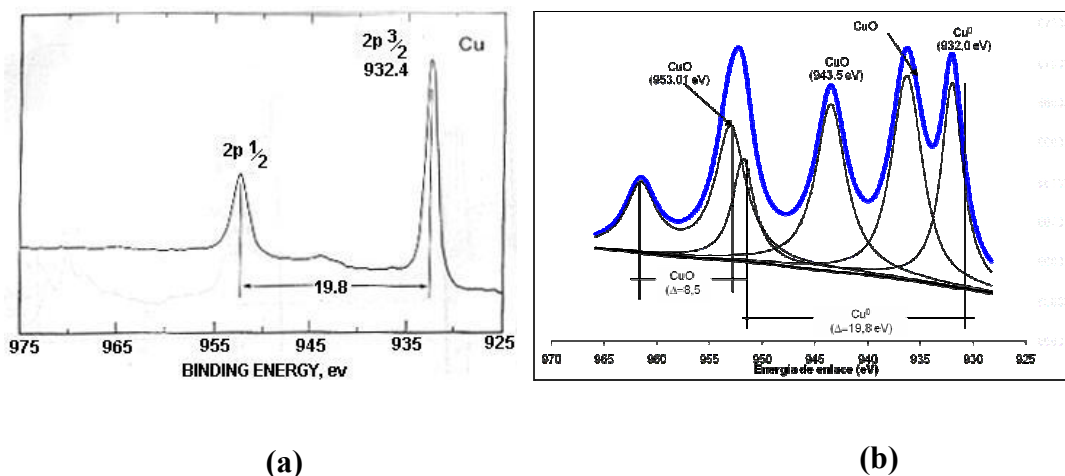 2p 3⁄2
932.4
Cu
2p 1⁄2
19.8
975
965
955
945
935
925
BINDING ENERGY, ev
(a)
CuO
(953.01 eV)
CuO
(943.5 eV)
CuO
Cu⁰
(932.0 eV)
CuO
(Δ=8,5
Cu⁰
(Δ=19,8 eV)
970
965
960
955
950
945
940
935
930
925
Energia de enlace (eV)
(b)